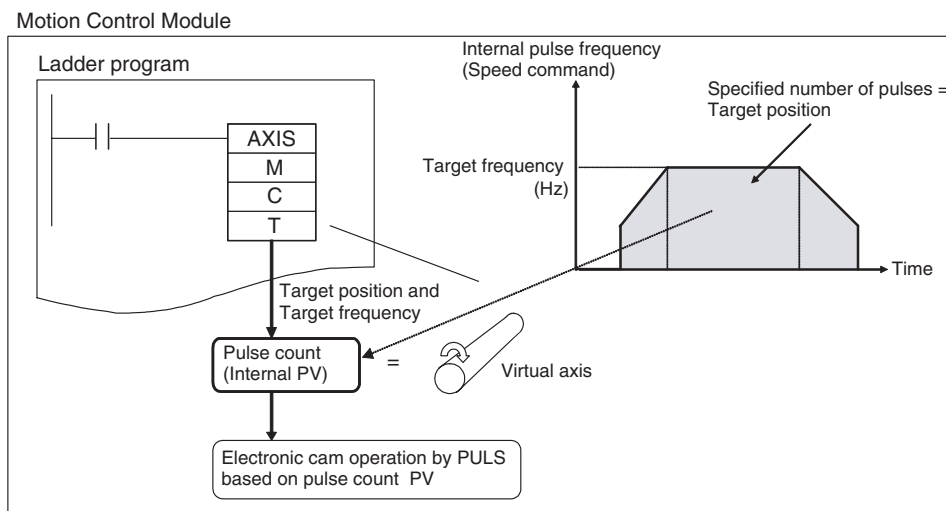 Motion Control Module
Ladder program
AXIS
M
C
T
Target position and
Target frequency
Pulse count
(Internal PV)
=
Virtual axis
Electronic cam operation by PULS
based on pulse count  PV
Internal pulse frequency
(Speed command)
Specified number of pulses =
Target position
Target frequency
(Hz)
Time